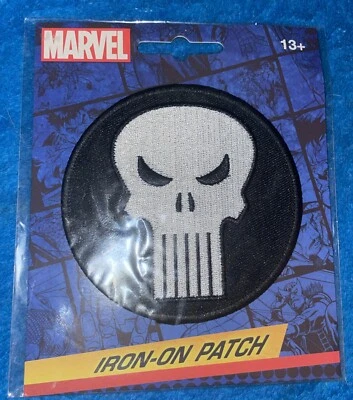 MARVEL
13+
IRON-ON PATCH